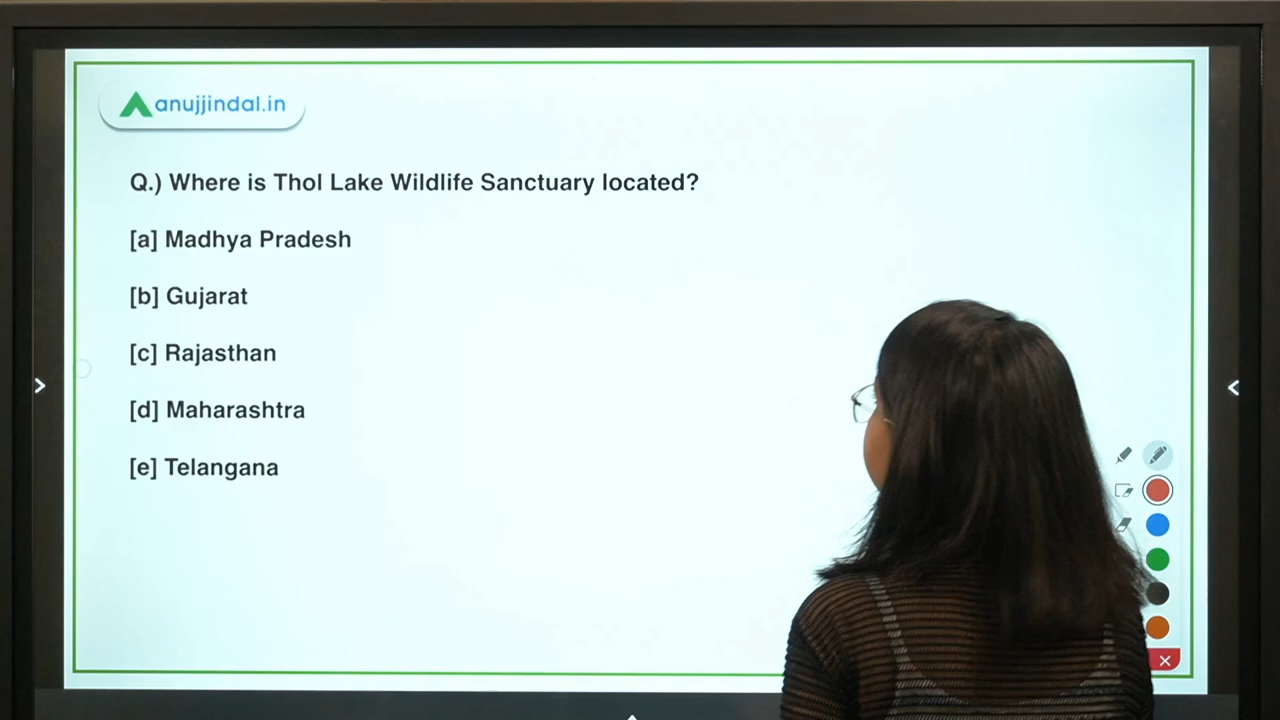 anujjindal.in
Q.) Where is Thol Lake Wildlife Sanctuary located?
[a] Madhya Pradesh
[b] Gujarat
[c] Rajasthan
[d] Maharashtra
[e] Telangana